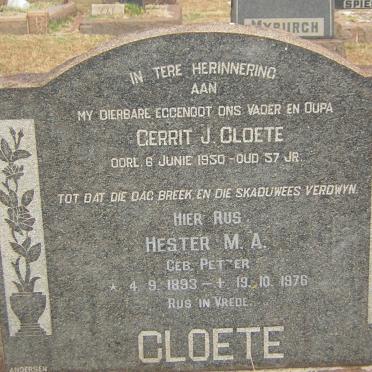 MYBURGH
IN TERE HERINNERING
AAN
MY DIERBARE EGGENOOT ONS VADER EN OUPA
GERRIT J. CLOETE
OORL. 6 JUNIE 1950 - OUD 57 JR.
TOT DAT DIE DAG BREEK, EN DIE SKADUWEES VERDWYN.
HIER RUS
HESTER M. A.
GEB. PETZER
* 4. 9. 1893 - † 19. 10. 1976
RUS IN VREDE.
CLOETE
ANDERSEN